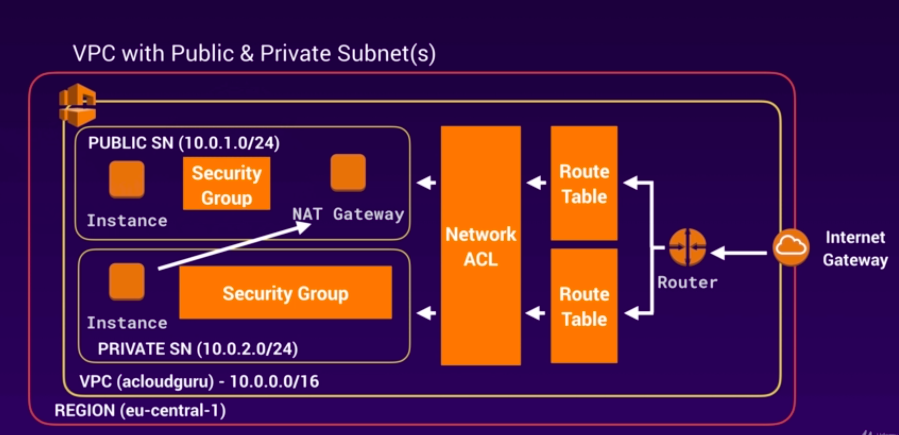 VPC with Public & Private Subnet(s)
PUBLIC SN (10.0.1.0/24)
Security
Group
Instance
NAT Gateway
Network
ACL
Route
Table
Router
Internet
Gateway
Instance
Security Group
Route
Table
PRIVATE SN (10.0.2.0/24)
VPC (acloudguru) - 10.0.0.0/16
REGION (eu-central-1)